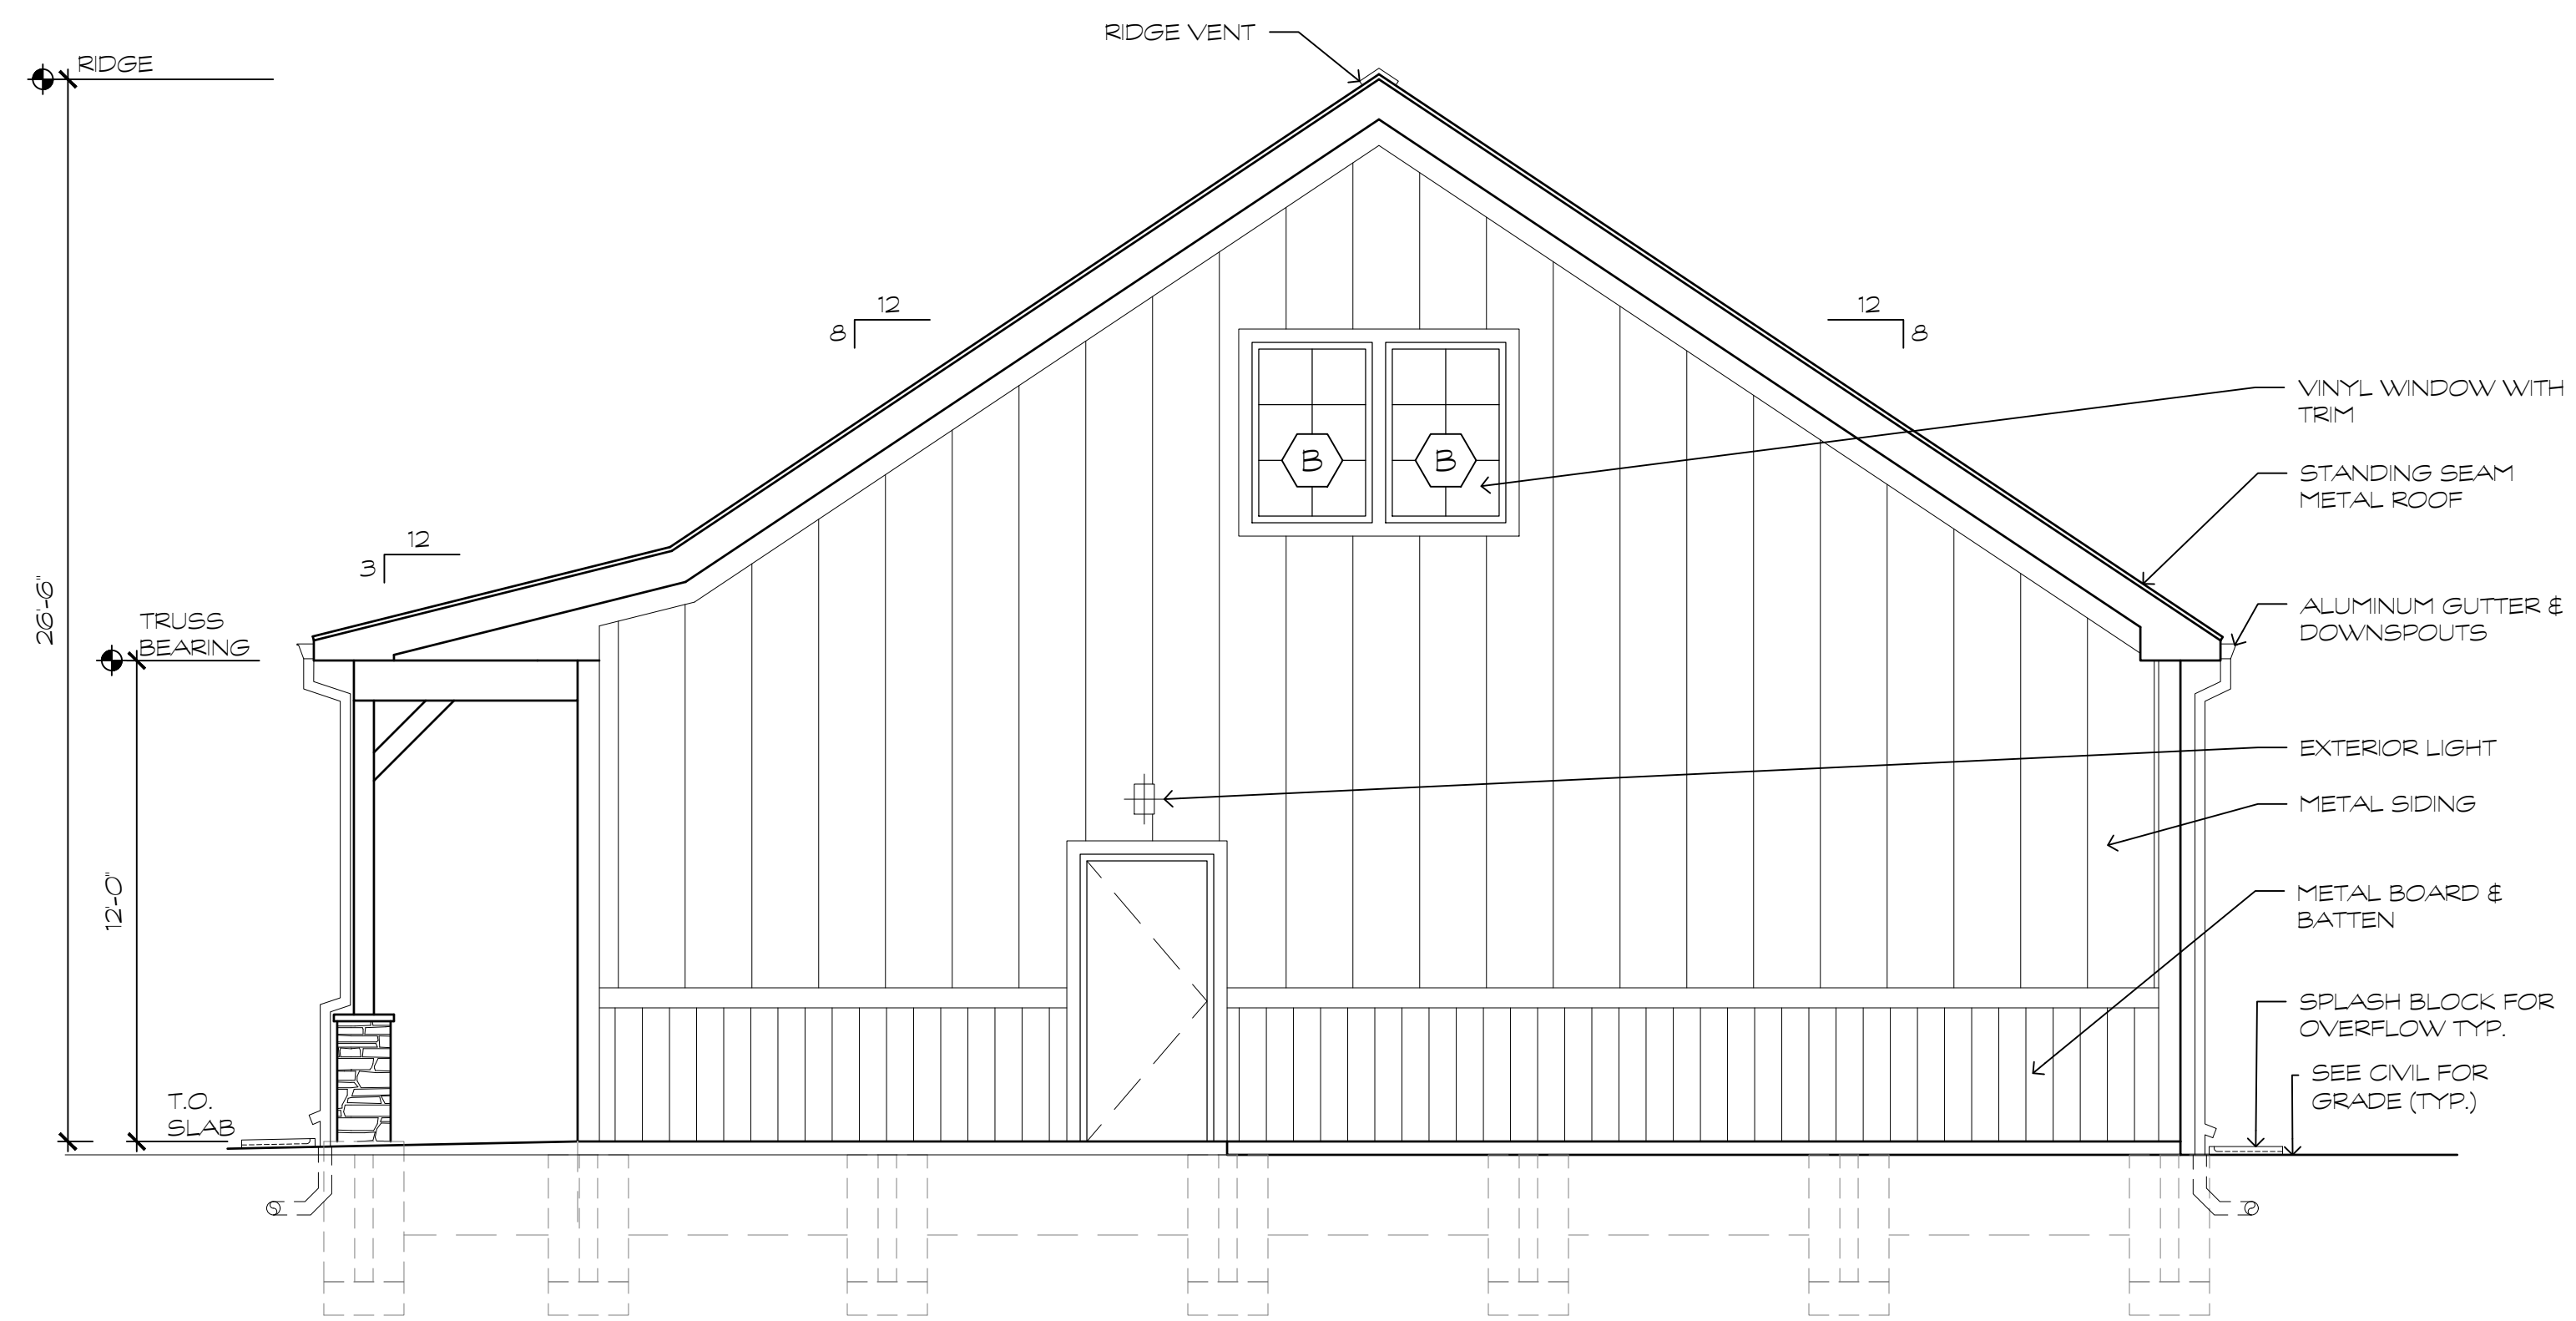 RIDGE VENT
RIDGE
12
8
12
8
VINYL WINDOW WITH
TRIM
B
B
STANDING SEAM
METAL ROOF
12
3
26'-6"
TRUSS
BEARING
ALUMINUM GUTTER &
DOWNSPOUTS
EXTERIOR LIGHT
METAL SIDING
12'-0"
METAL BOARD &
BATTEN
SPLASH BLOCK FOR
OVERFLOW TYP.
SEE CIVIL FOR
GRADE (TYP.)
T.O.
SLAB